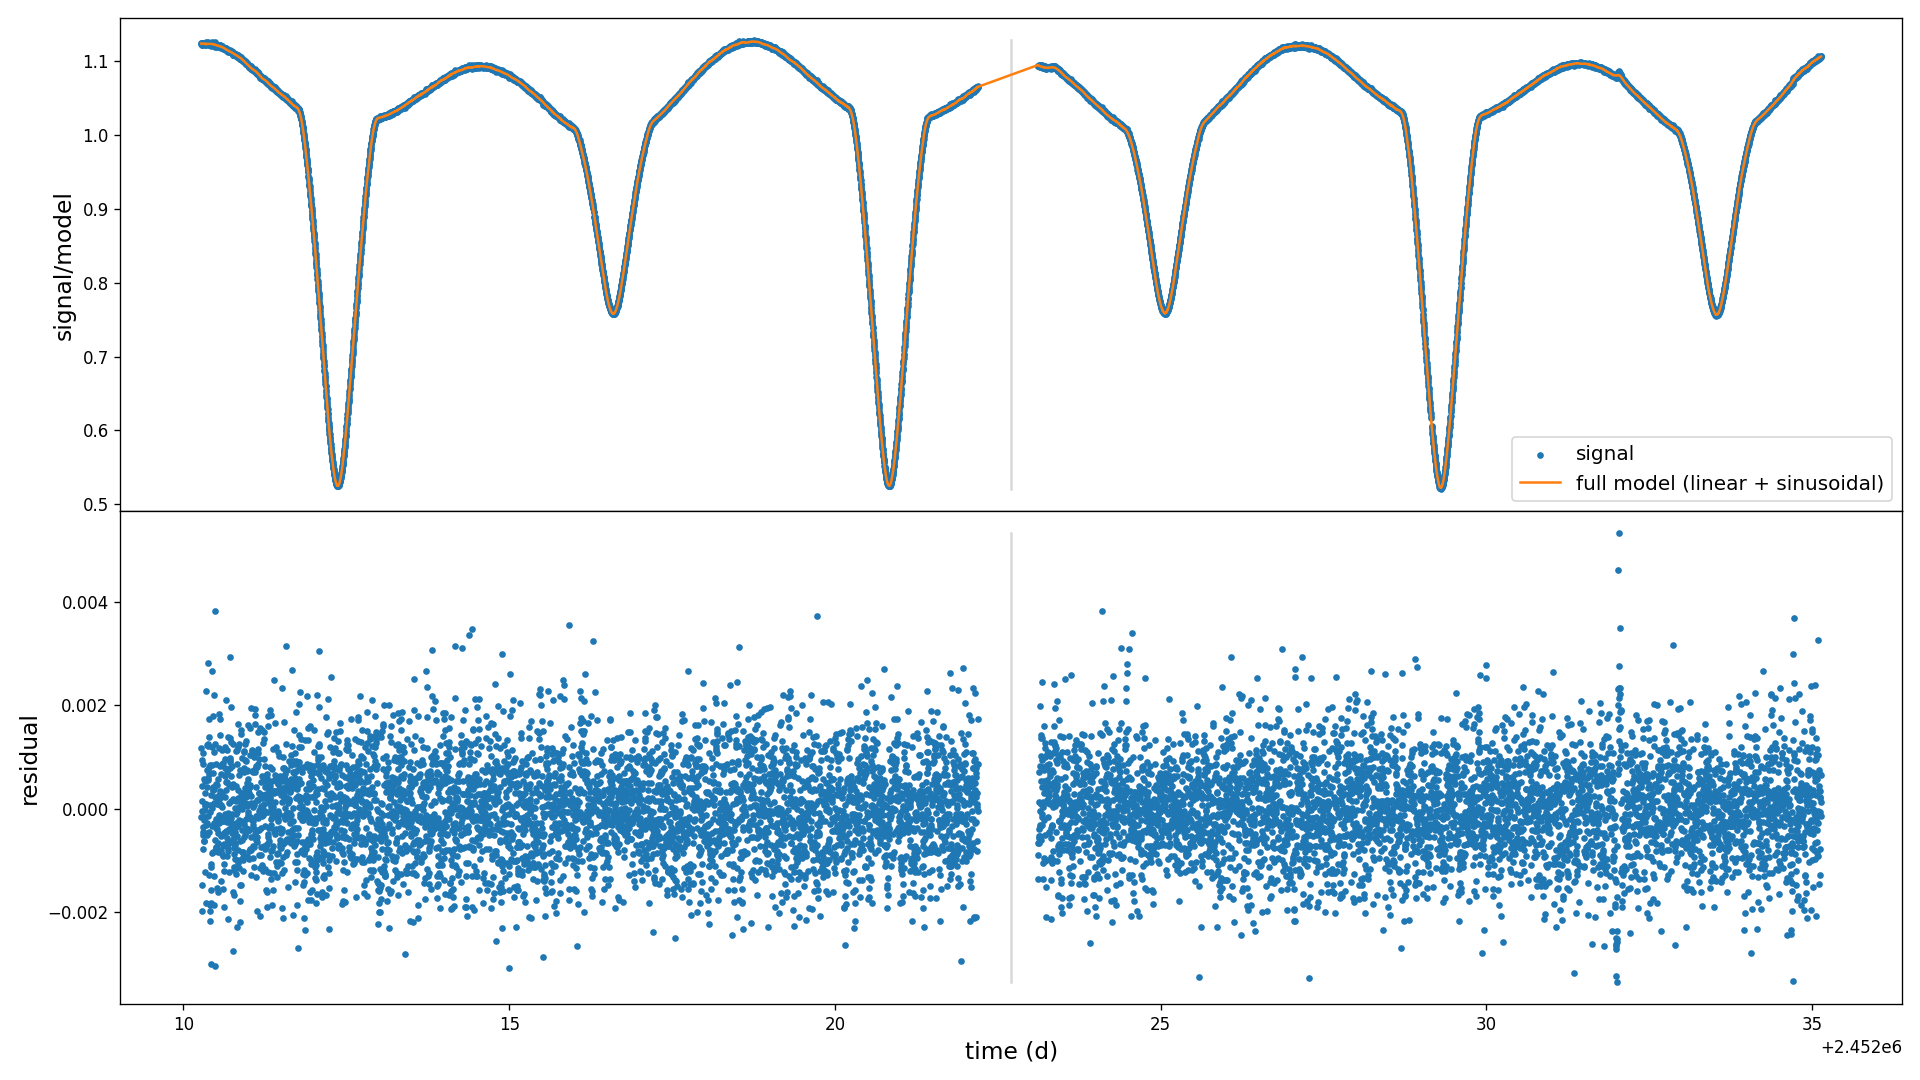 1.1
1.0
0.9
0.8
0.7
0.6
0.5
signal/model
signal
full model (linear + sinusoidal)
0.004
0.002
0.000
−0.002
residual
10
15
20
25
30
35
time (d)
+2.452e6